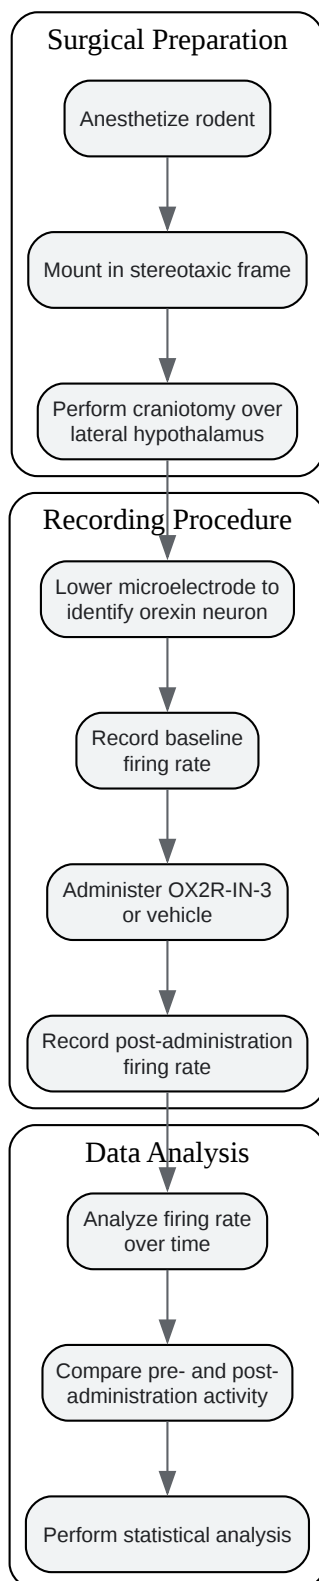 Surgical Preparation
Anesthetize rodent
Mount in stereotaxic frame
Perform craniotomy over
lateral hypothalamus
Recording Procedure
Lower microelectrode to
identify orexin neuron
Record baseline
firing rate
Administer OX2R-IN-3
or vehicle
Record post-administration
firing rate
Data Analysis
Analyze firing rate
over time
Compare pre- and post-
administration activity
Perform statistical analysis